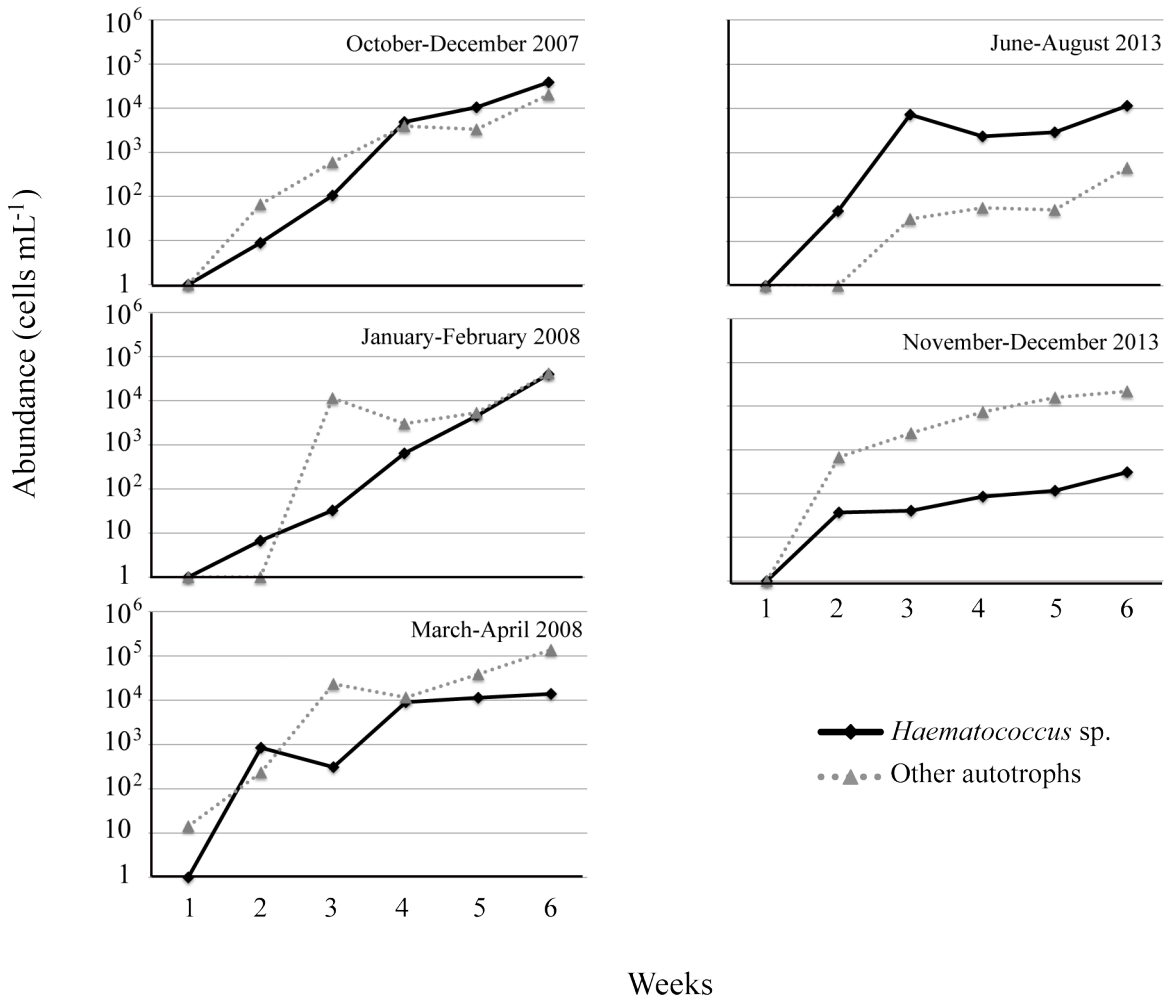 Abundance (cells mL⁻¹)
October-December 2007
10⁶
10⁵
10⁴
10³
10²
10
1
January-February 2008
10⁶
10⁵
10⁴
10³
10²
10
1
March-April 2008
10⁶
10⁵
10⁴
10³
10²
10
1
1 2 3 4 5 6
June-August 2013
November-December 2013
1 2 3 4 5 6
Haematococcus sp.
Other autotrophs
Weeks